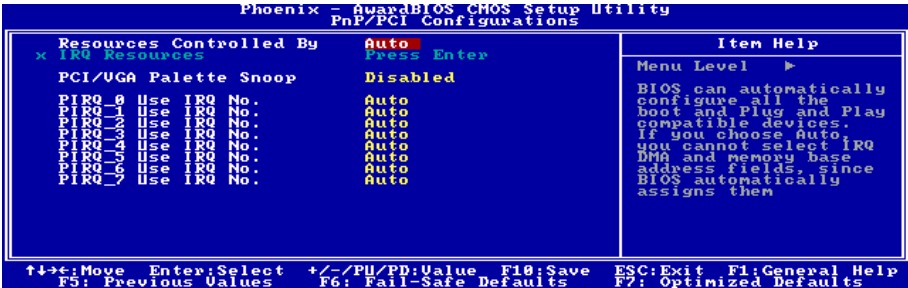 Phoenix - AwardBIOS CMOS Setup Utility
PnP/PCI Configurations
Resources Controlled By Auto
x IRQ Resources Press Enter
PCI/VGA Palette Snoop Disabled
PIRQ_0 Use IRQ No. Auto
PIRQ_1 Use IRQ No. Auto
PIRQ_2 Use IRQ No. Auto
PIRQ_3 Use IRQ No. Auto
PIRQ_4 Use IRQ No. Auto
PIRQ_5 Use IRQ No. Auto
PIRQ_6 Use IRQ No. Auto
PIRQ_7 Use IRQ No. Auto
Item Help
Menu Level ▶
BIOS can automatically
configure all the
boot and Plug and Play
compatible devices.
If you choose Auto,
you cannot select IRQ
DMA and memory base
address fields, since
BIOS automatically
assigns them
↑↓→←:Move Enter:Select +/-/PU/PD:Value F10:Save ESC:Exit F1:General Help
F5: Previous Values F6: Fail-Safe Defaults F7: Optimized Defaults